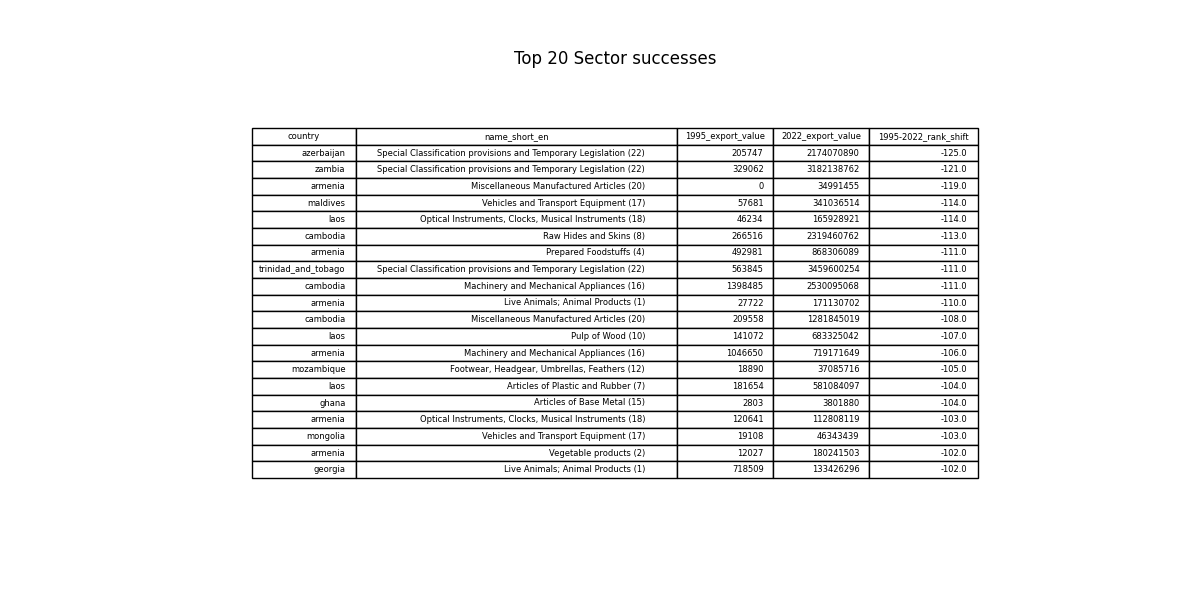 Top 20 Sector successes
country name_short_en 1995_export_value 2022_export_value 1995-2022_rank_shift
azerbaijan Special Classification provisions and Temporary Legislation (22) 205747 2174070890 -125.0
zambia Special Classification provisions and Temporary Legislation (22) 329062 3182138762 -121.0
armenia Miscellaneous Manufactured Articles (20) 0 34991455 -119.0
maldives Vehicles and Transport Equipment (17) 57681 341036514 -114.0
laos Optical Instruments, Clocks, Musical Instruments (18) 46234 165928921 -114.0
cambodia Raw Hides and Skins (8) 266516 2319460762 -113.0
armenia Prepared Foodstuffs (4) 492981 868306089 -111.0
trinidad_and_tobago Special Classification provisions and Temporary Legislation (22) 563845 3459600254 -111.0
cambodia Machinery and Mechanical Appliances (16) 1398485 2530095068 -111.0
armenia Live Animals; Animal Products (1) 27722 171130702 -110.0
cambodia Miscellaneous Manufactured Articles (20) 209558 1281845019 -108.0
laos Pulp of Wood (10) 141072 683325042 -107.0
armenia Machinery and Mechanical Appliances (16) 1046650 719171649 -106.0
mozambique Footwear, Headgear, Umbrellas, Feathers (12) 18890 37085716 -105.0
laos Articles of Plastic and Rubber (7) 181654 581084097 -104.0
ghana Articles of Base Metal (15) 2803 3801880 -104.0
armenia Optical Instruments, Clocks, Musical Instruments (18) 120641 112808119 -103.0
mongolia Vehicles and Transport Equipment (17) 19108 46343439 -103.0
armenia Vegetable products (2) 12027 180241503 -102.0
georgia Live Animals; Animal Products (1) 718509 133426296 -102.0